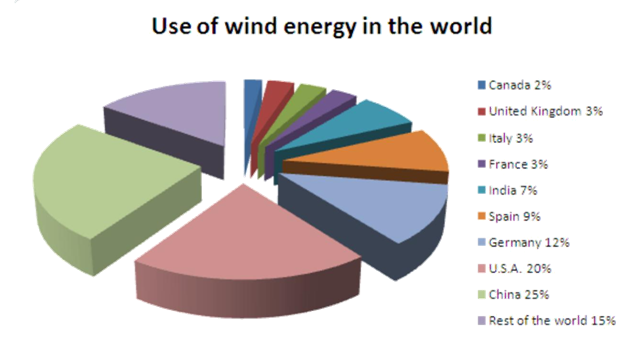 Use of wind energy in the world
Canada 2%
United Kingdom 3%
Italy 3%
France 3%
India 7%
Spain 9%
Germany 12%
U.S.A. 20%
China 25%
Rest of the world 15%